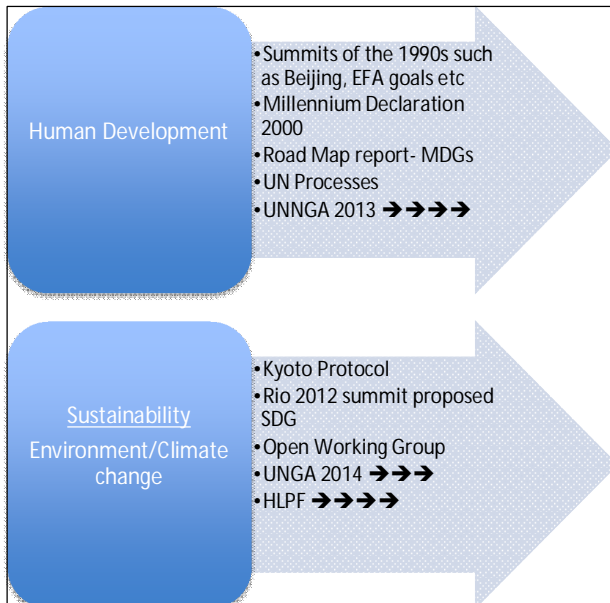 Human Development
•Summits of the 1990s such
as Beijing, EFA goals etc
•Millennium Declaration
2000
•Road Map report- MDGs
•UN Processes
•UNNGA 2013 ➔➔➔➔
Sustainability
Environment/Climate
change
•Kyoto Protocol
•Rio 2012 summit proposed
SDG
•Open Working Group
•UNGA 2014 ➔➔➔
•HLPF ➔➔➔➔